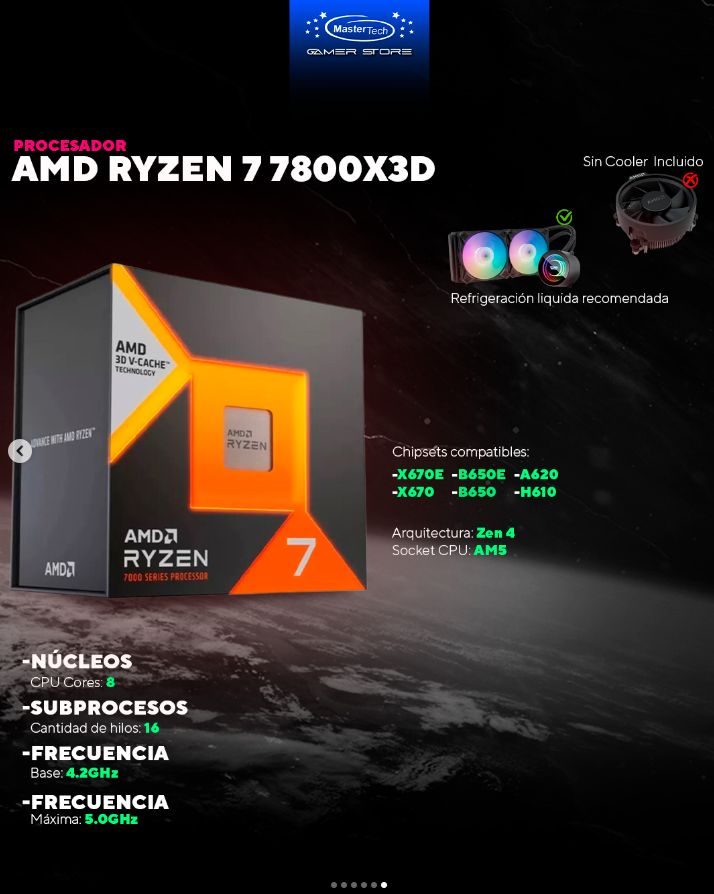 MasterTech
GAMER STORE
PROCESADOR
AMD RYZEN 7 7800X3D
Sin Cooler Incluido
Refrigeración liquida recomendada
AMD
3D V-CACHE™
TECHNOLOGY
ADVANCE WITH AMD RYZEN™
AMD
RYZEN
AMD
RYZEN
7000 SERIES PROCESSOR
7
AMD
Chipsets compatibles:
-X670E -B650E -A620
-X670 -B650 -H610
Arquitectura: Zen 4
Socket CPU: AM5
-NÚCLEOS
CPU Cores: 8
-SUBPROCESOS
Cantidad de hilos: 16
-FRECUENCIA
Base: 4.2GHz
-FRECUENCIA
Máxima: 5.0GHz